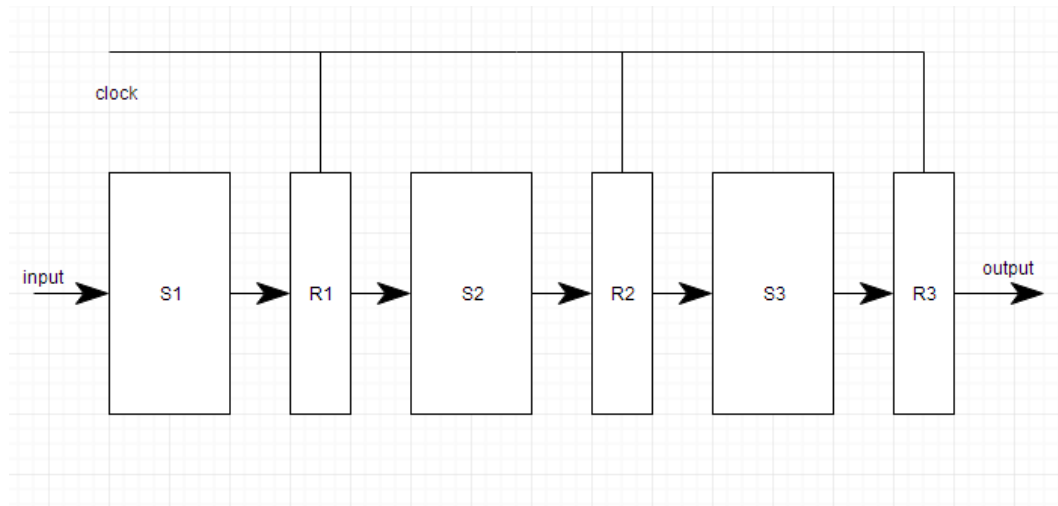 clock
input
S1
R1
S2
R2
S3
R3
output